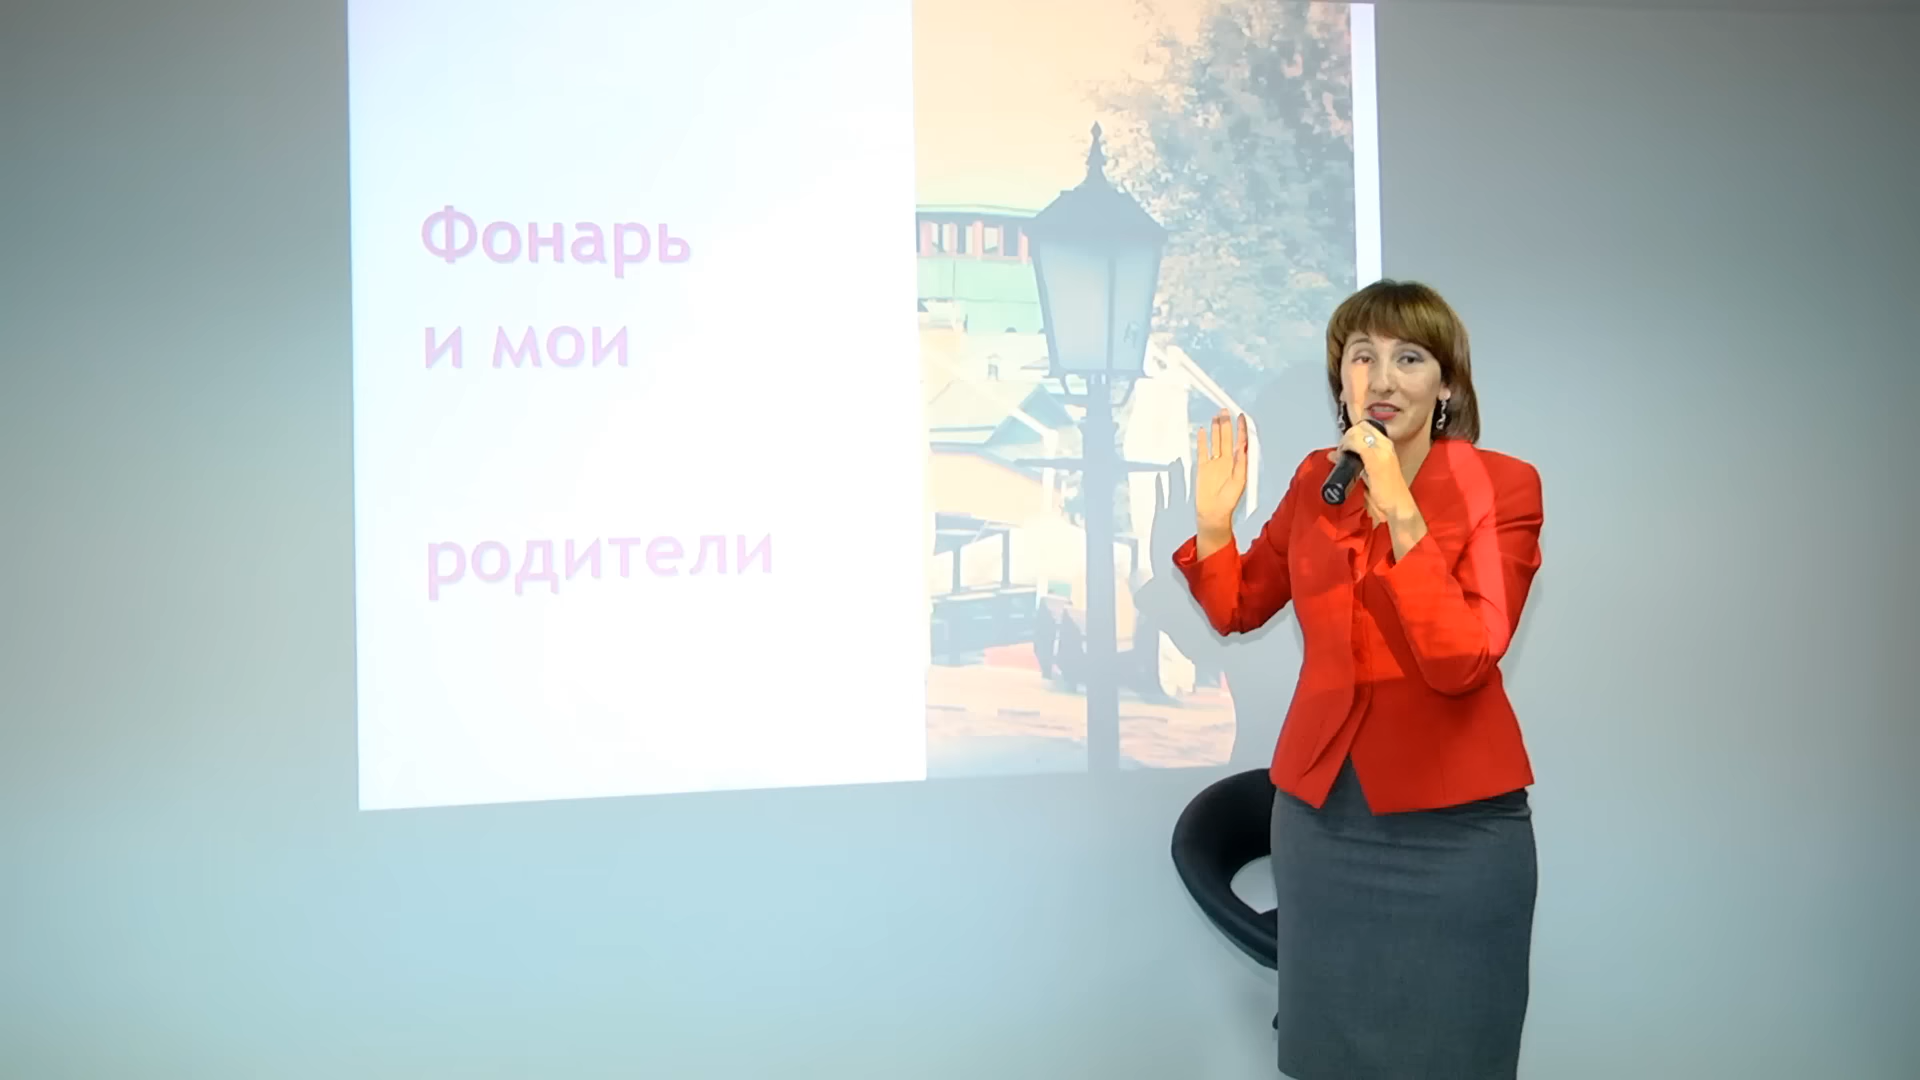 Фонарь
и мои
родители